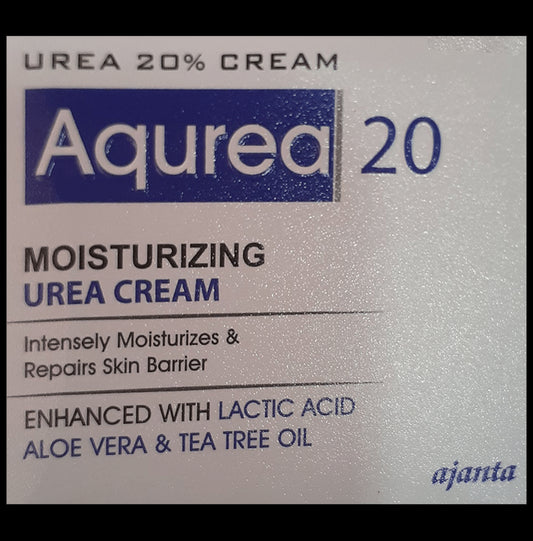 UREA 20% CREAM
Aqurea 20
MOISTURIZING
UREA CREAM
Intensely Moisturizes &
Repairs Skin Barrier
ENHANCED WITH LACTIC ACID
ALOE VERA & TEA TREE OIL
ajanta